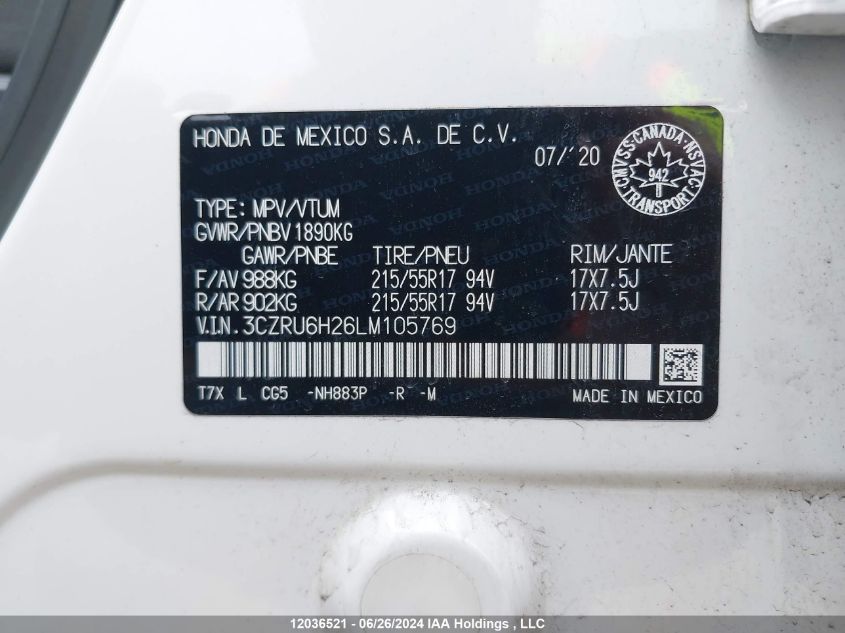 HONDA DE MEXICO S.A. DE C.V.
07/'20
CMVSS·CANADA·NSVAC
942
TRANSPORT
TYPE: MPV/VTUM
GVWR/PNBV 1890KG
GAWR/PNBE TIRE/PNEU RIM/JANTE
F/AV 988KG 215/55R17 94V 17X7.5J
R/AR 902KG 215/55R17 94V 17X7.5J
V.I.N. 3CZRU6H26LM105769
T7X L CG5 -NH883P -R -M MADE IN MEXICO
12036521 - 06/26/2024 IAA Holdings, LLC